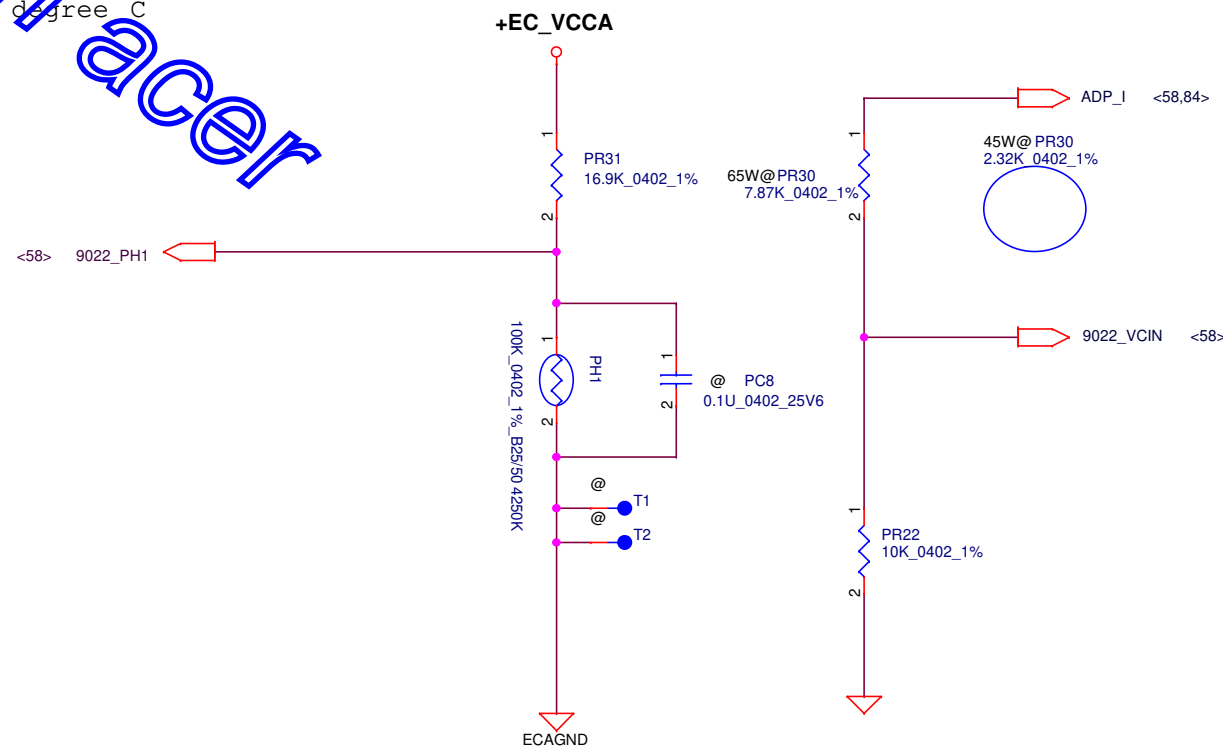 degree C
acer
+EC_VCCA
1
PR31
16.9K_0402_1%
2
<58> 9022_PH1
1
PH1
100K_0402_1%_B25/50 4250K
2
1
@ PC8
0.1U_0402_25V6
2
@
T1
@
T2
ECAGND
ADP_I <58,84>
1
65W@ PR30
7.87K_0402_1%
2
45W@ PR30
2.32K_0402_1%
9022_VCIN <58>
1
PR22
10K_0402_1%
2